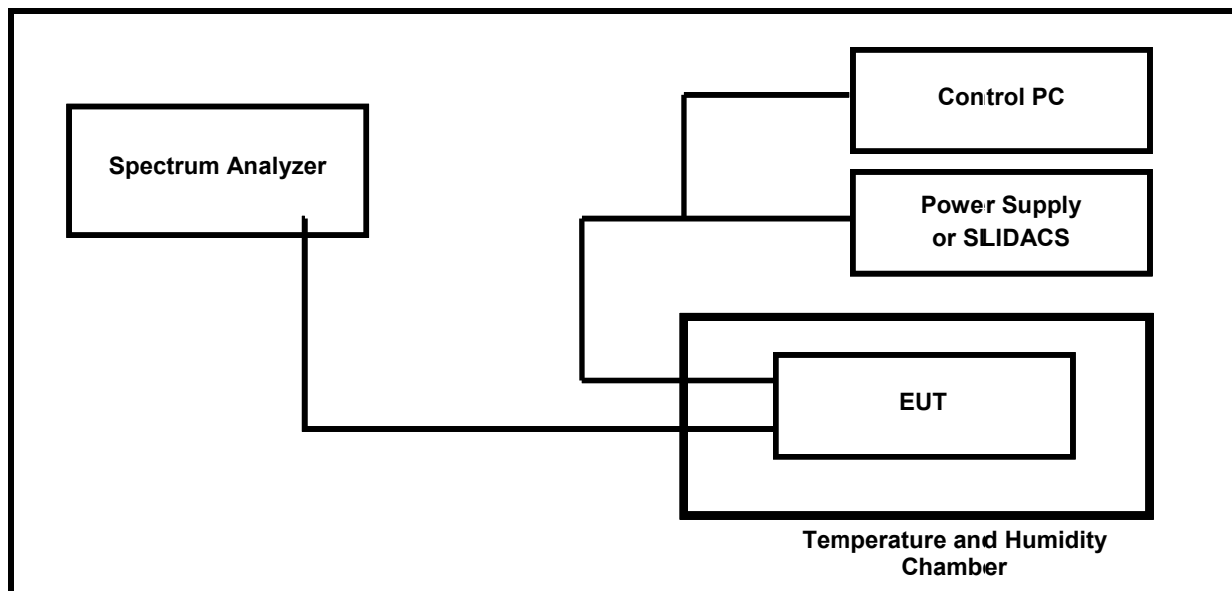 Control PC
Spectrum Analyzer
Power Supply
or SLIDACS
EUT
Temperature and Humidity
Chamber